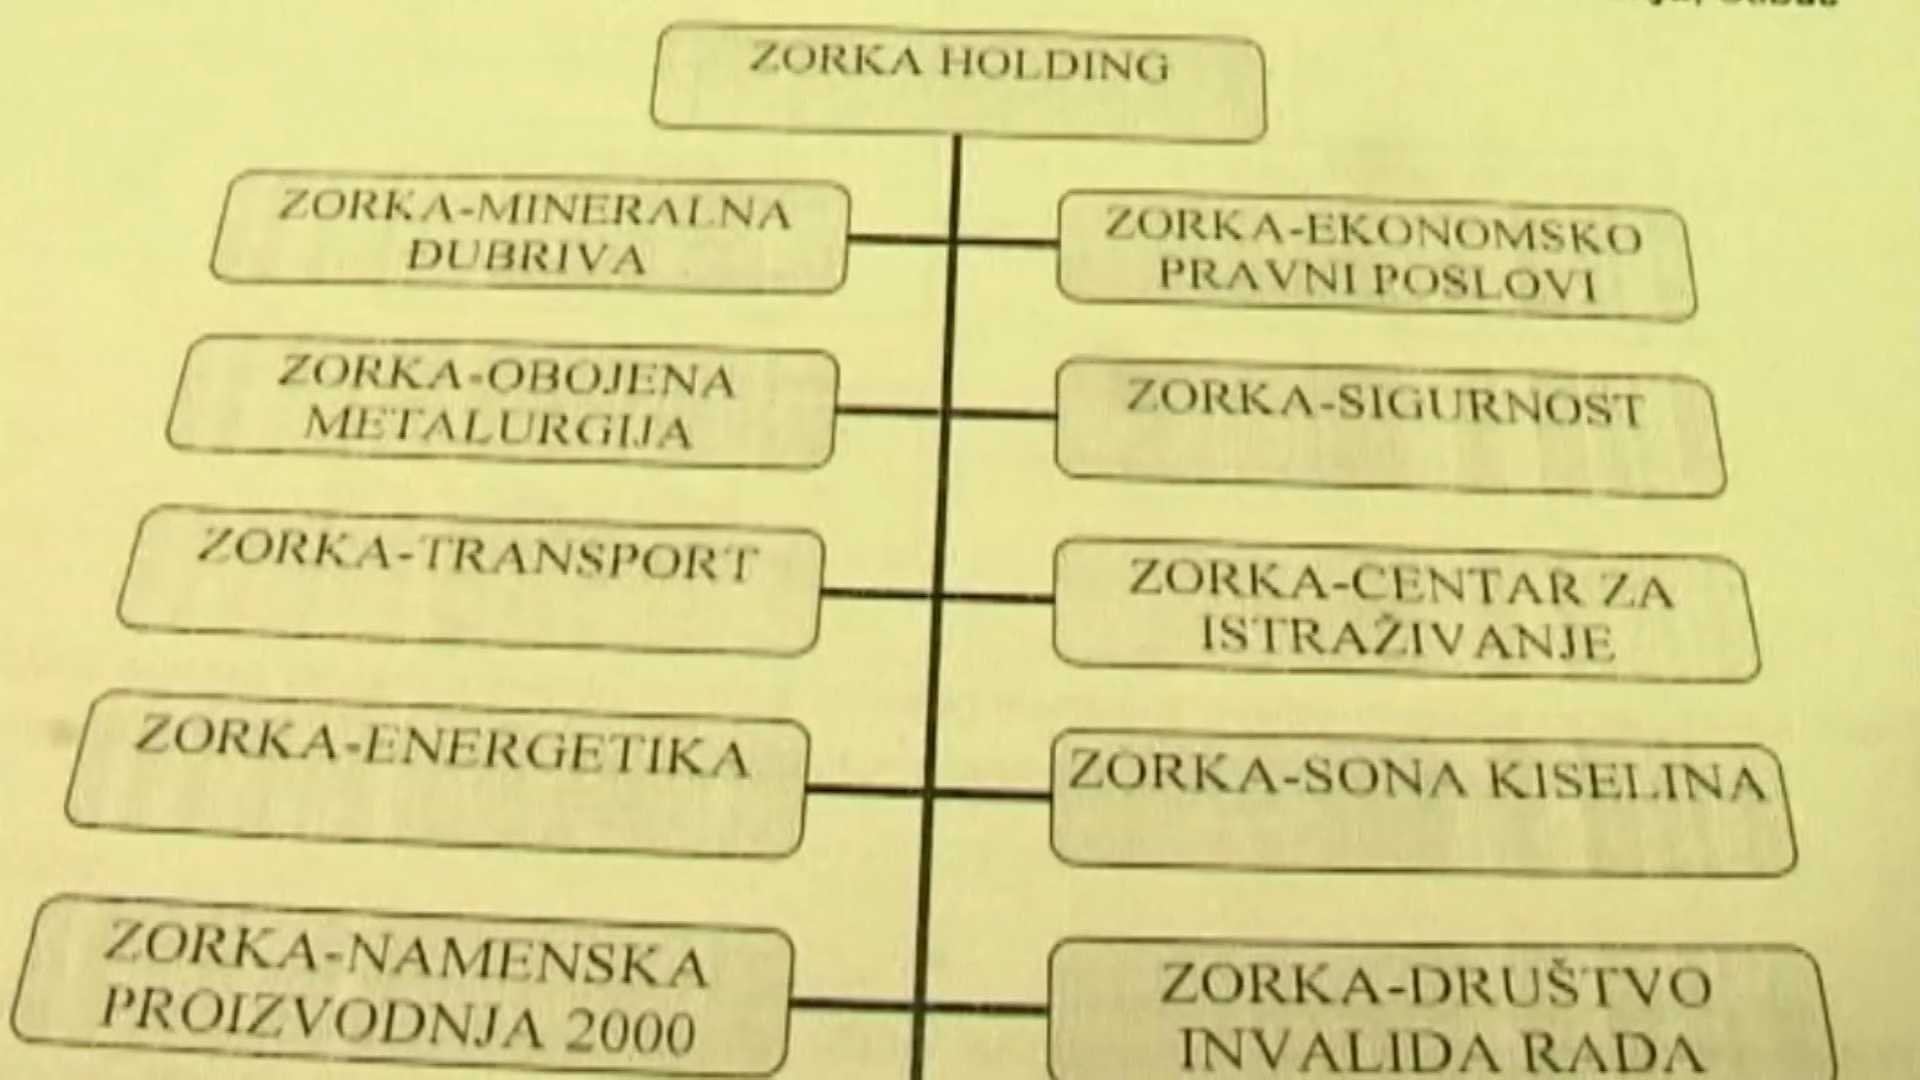 ZORKA HOLDING
ZORKA-MINERALNA
ĐUBRIVA
ZORKA-EKONOMSKO
PRAVNI POSLOVI
ZORKA-OBOJENA
METALURGIJA
ZORKA-SIGURNOST
ZORKA-TRANSPORT
ZORKA-CENTAR ZA
ISTRAŽIVANJE
ZORKA-ENERGETIKA
ZORKA-SONA KISELINA
ZORKA-NAMENSKA
PROIZVODNJA 2000
ZORKA-DRUŠTVO
INVALIDA RADA